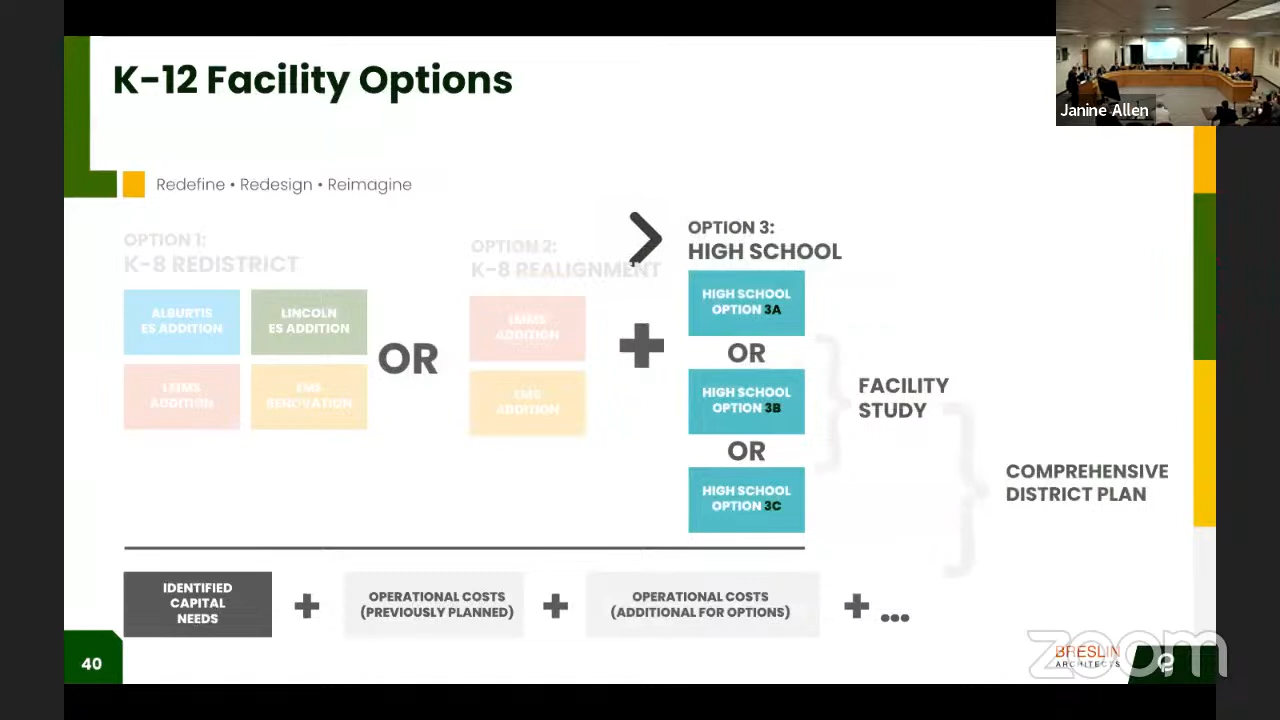 K-12 Facility Options
Janine Allen
Redefine • Redesign • Reimagine
OPTION 1:
K-8 REDISTRICT
ALBURTIS
ES ADDITION
LINCOLN
ES ADDITION
LMMS
ADDITION
EMS
RENOVATION
OR
OPTION 2:
K-8 REALIGNMENT
LMMS
ADDITION
EMS
ADDITION
+
OPTION 3:
HIGH SCHOOL
HIGH SCHOOL
OPTION 3A
OR
HIGH SCHOOL
OPTION 3B
OR
HIGH SCHOOL
OPTION 3C
FACILITY
STUDY
COMPREHENSIVE
DISTRICT PLAN
IDENTIFIED
CAPITAL
NEEDS
+
OPERATIONAL COSTS
(PREVIOUSLY PLANNED)
+
OPERATIONAL COSTS
(ADDITIONAL FOR OPTIONS)
+ ...
40
BRESLIN
ARCHITECTS
zoom